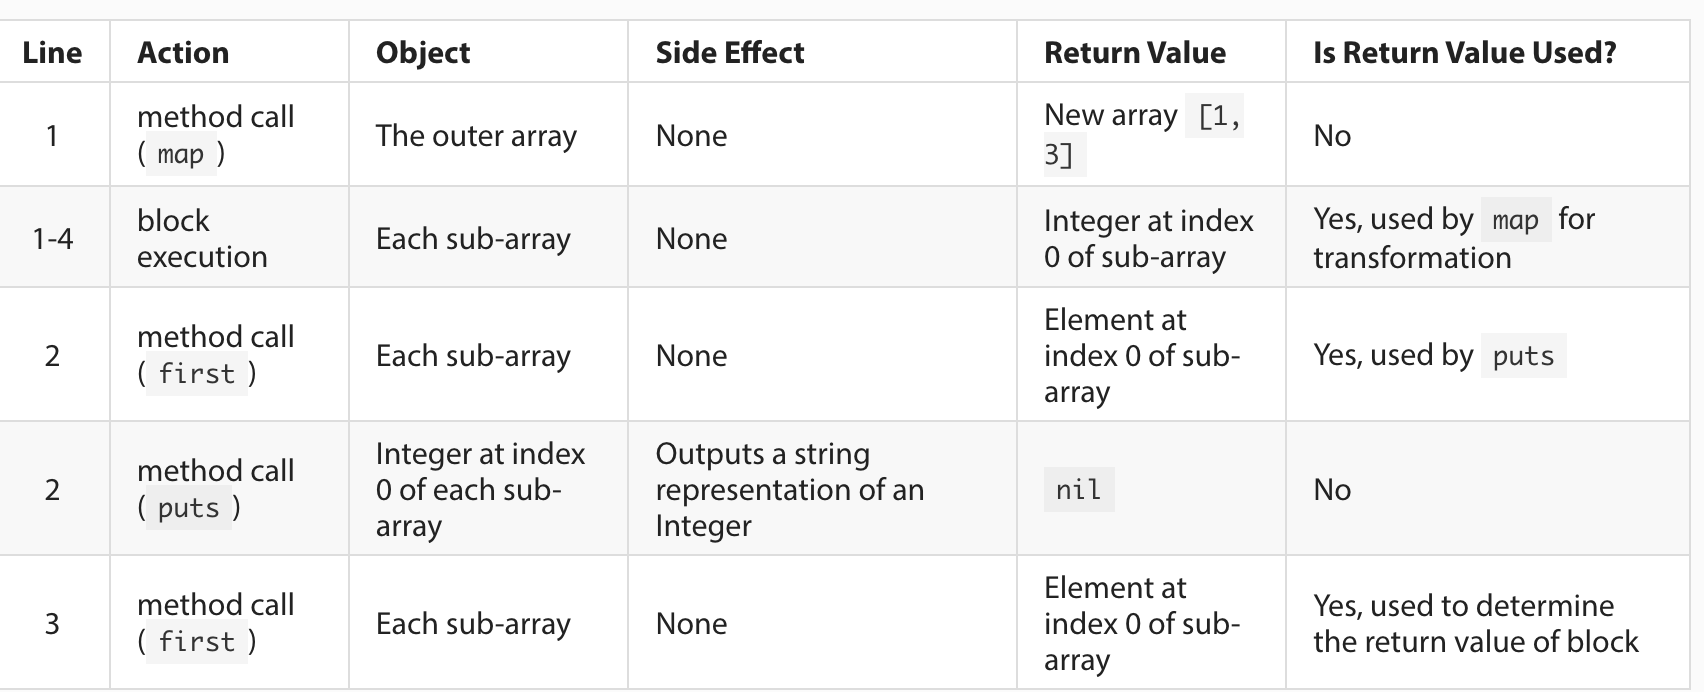 Line Action Object Side Effect Return Value Is Return Value Used?
1
method call
( map )
The outer array
None
New array [1,
3]
No
1-4
block
execution
Each sub-array
None
Integer at index
0 of sub-array
Yes, used by map for
transformation
2
method call
( first )
Each sub-array
None
Element at
index 0 of sub-
array
Yes, used by puts
2
method call
( puts )
Integer at index
0 of each sub-
array
Outputs a string
representation of an
Integer
nil
No
3
method call
( first )
Each sub-array
None
Element at
index 0 of sub-
array
Yes, used to determine
the return value of block